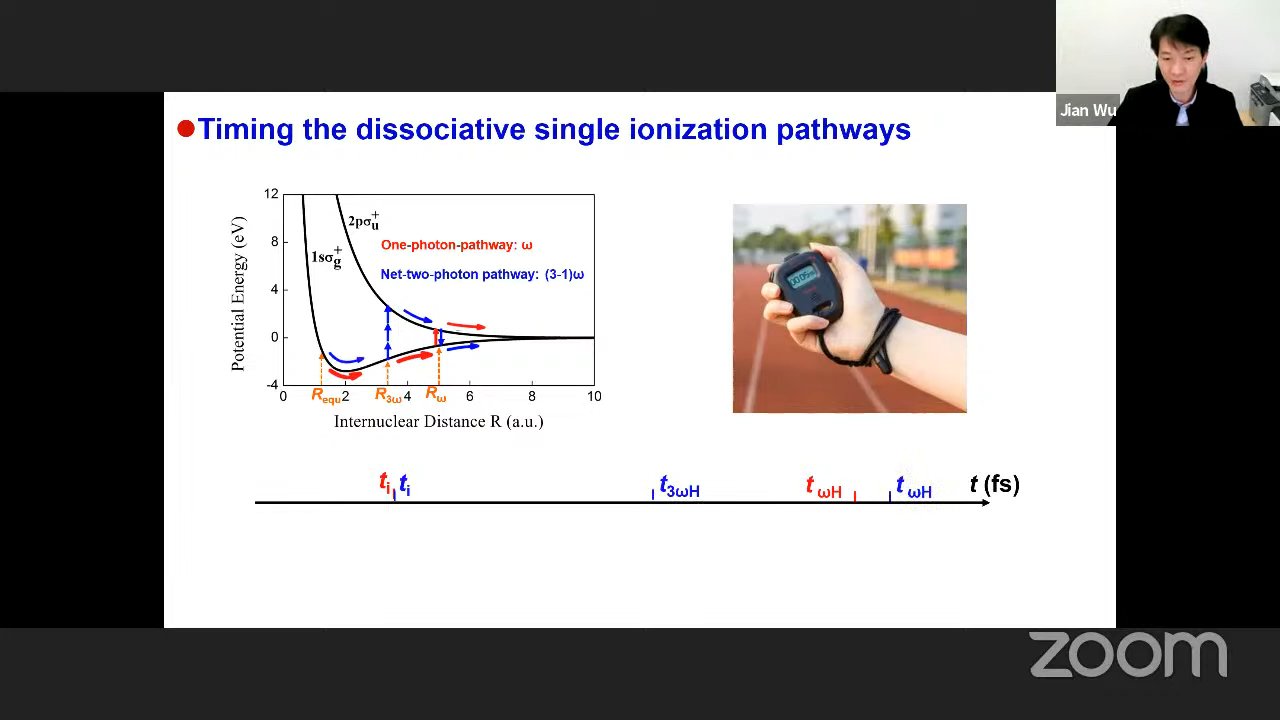 Jian Wu
Timing the dissociative single ionization pathways
12
8
4
0
-4
Potential Energy (eV)
2pσu+
1sσg+
One-photon-pathway: ω
Net-two-photon pathway: (3-1)ω
Requ
R3ω
Rω
0 2 4 6 8 10
Internuclear Distance R (a.u.)
ti ti t3ωH tωH tωH t (fs)
zoom